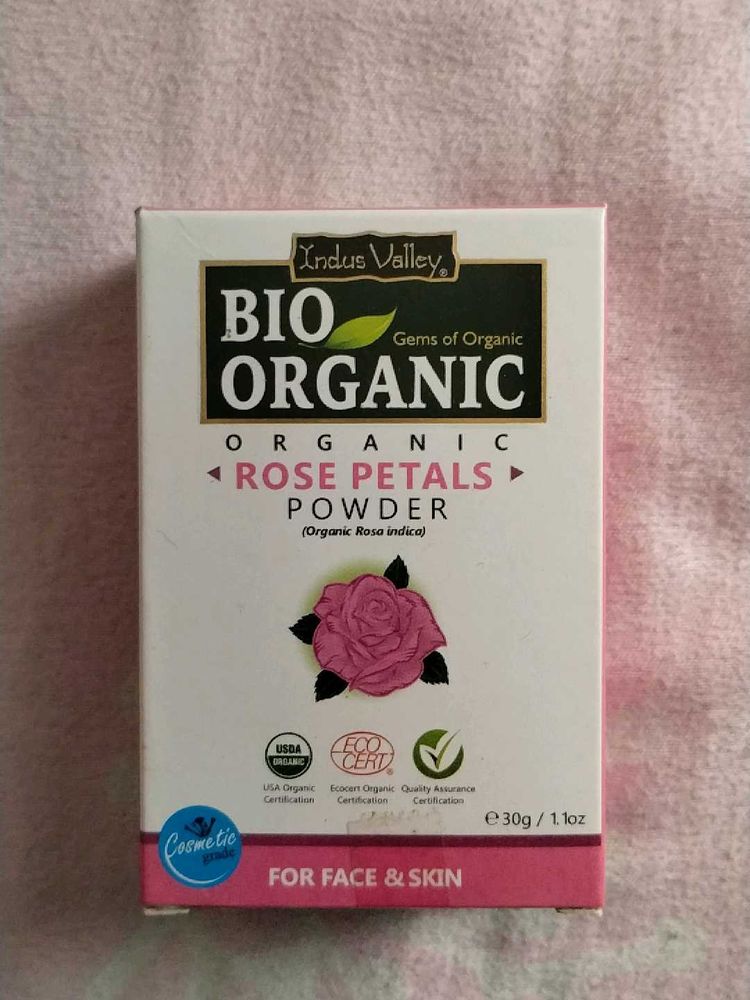 Indus Valley®
BIO
Gems of Organic
ORGANIC
ORGANIC
ROSE PETALS
POWDER
(Organic Rosa indica)
USDA
ORGANIC
USA Organic
Certification
ECO
CERT®
Ecocert Organic
Certification
Quality Assurance
Certification
℮ 30g / 1.1oz
Cosmetic
grade
FOR FACE & SKIN